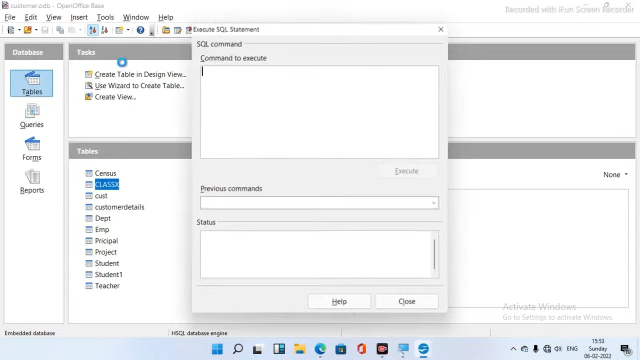 customer.odb - OpenOffice Base
Recorded with iFun Screen Recorder
File Edit View Insert Tools Window Help
Execute SQL Statement
Database
Tasks
SQL command
Command to execute
Create Table in Design View...
Use Wizard to Create Table...
Create View...
Tables
Queries
Forms
Reports
Tables
Execute
None
Census
CLASSX
cust
customerdetails
Dept
Emp
Pricipal
Project
Student
Student1
Teacher
Previous commands
Status
Help
Close
Activate Windows
Go to Settings to activate Windows.
Embedded database
HSQL database engine
ENG
15:53
Sunday
06-02-2022